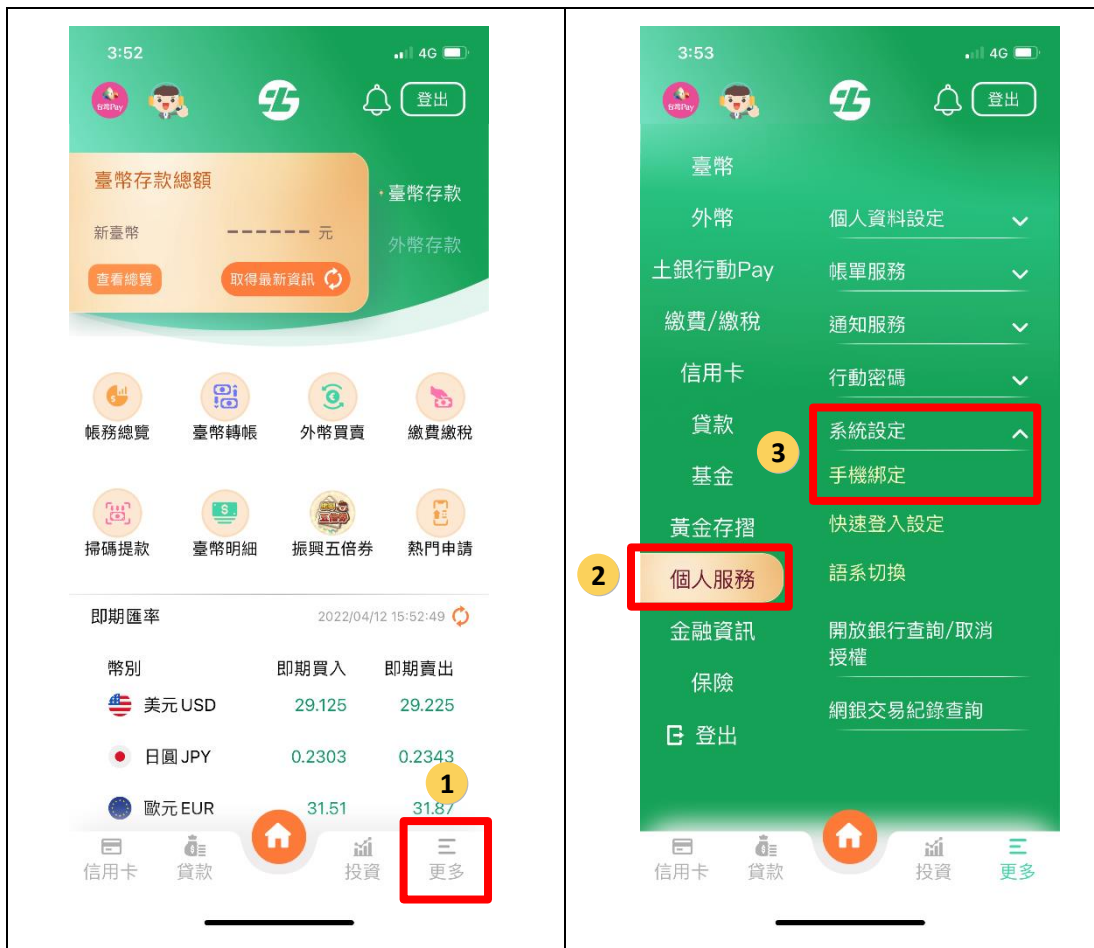 3:52
4G
台灣Pay
登出
臺幣存款總額
新臺幣 ------ 元
查看總覽
取得最新資訊
臺幣存款
外幣存款
帳務總覽 臺幣轉帳 外幣買賣 繳費繳稅
掃碼提款 臺幣明細 振興五倍券 熱門申請
即期匯率 2022/04/12 15:52:49
幣別 即期買入 即期賣出
美元 USD 29.125 29.225
日圓 JPY 0.2303 0.2343
1
歐元 EUR 31.51 31.87
信用卡 貸款 投資 更多
3:53
4G
台灣Pay
登出
臺幣
外幣
土銀行動Pay
繳費/繳稅
信用卡
貸款
基金
黃金存摺
2
個人服務
金融資訊
保險
登出
個人資料設定
帳單服務
通知服務
行動密碼
3
系統設定
手機綁定
快速登入設定
語系切換
開放銀行查詢/取消
授權
網銀交易紀錄查詢
信用卡 貸款 投資 更多